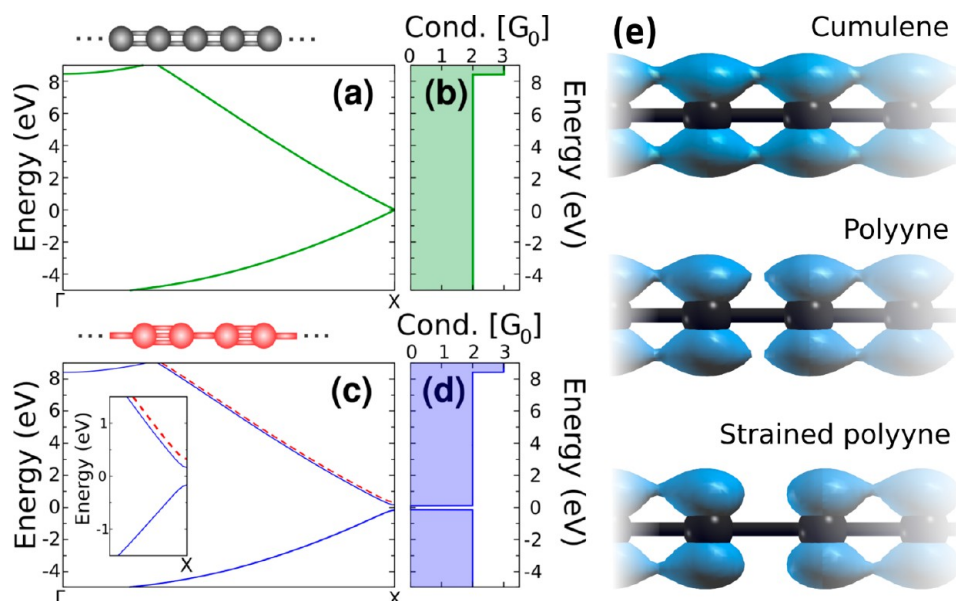 Cond. [G0]
0 1 2 3
(a)
(b)
Energy (eV)
8
6
4
2
0
-2
-4
Γ
X
Energy (eV)
8
6
4
2
0
-2
-4
Cond. [G0]
0 1 2 3
(c)
(d)
Energy (eV)
8
6
4
2
0
-2
-4
Γ
X
Energy (eV)
1
0
-1
X
Energy (eV)
8
6
4
2
0
-2
-4
(e)
Cumulene
Polyyne
Strained polyyne